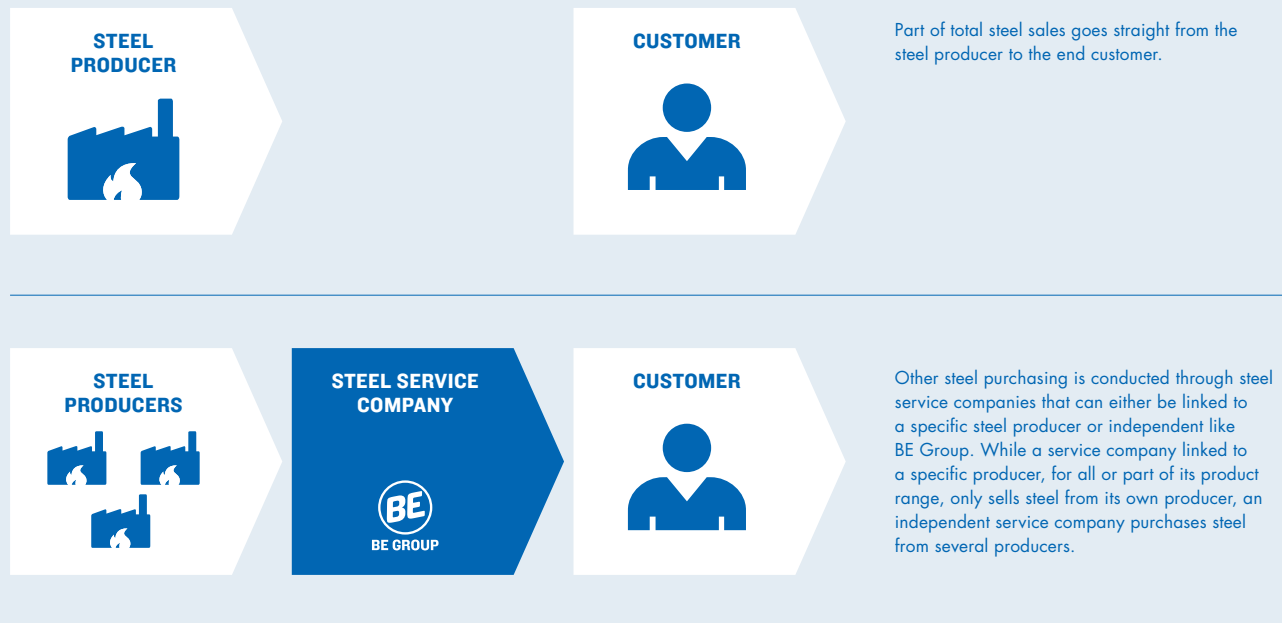 STEEL
PRODUCER
CUSTOMER
Part of total steel sales goes straight from the
steel producer to the end customer.
STEEL
PRODUCERS
STEEL SERVICE
COMPANY
BE
BE GROUP
CUSTOMER
Other steel purchasing is conducted through steel
service companies that can either be linked to
a specific steel producer or independent like
BE Group. While a service company linked to
a specific producer, for all or part of its product
range, only sells steel from its own producer, an
independent service company purchases steel
from several producers.